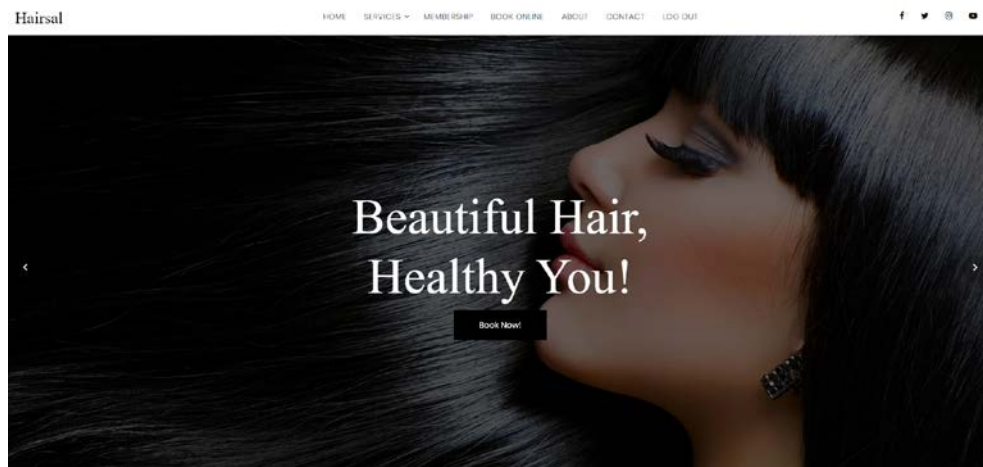 Hairsal
HOME SERVICES MEMBERSHIP BOOK ONLINE ABOUT CONTACT LOG OUT
Beautiful Hair,
Healthy You!
Book Now!